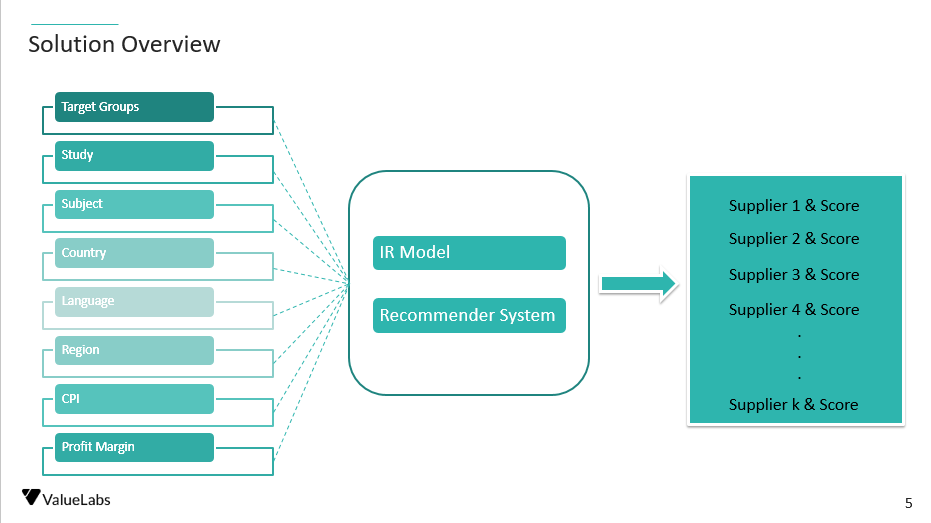 Solution Overview
Target Groups
Study
Subject
Country
Language
Region
CPI
Profit Margin
IR Model
Recommender System
Supplier 1 & Score
Supplier 2 & Score
Supplier 3 & Score
Supplier 4 & Score
.
.
.
Supplier k & Score
ValueLabs
5